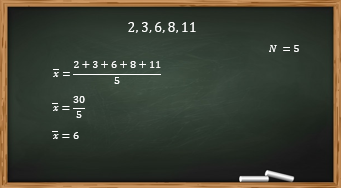 2, 3, 6, 8, 11
N = 5
x̅ = (2 + 3 + 6 + 8 + 11)/5
x̅ = 30/5
x̅ = 6